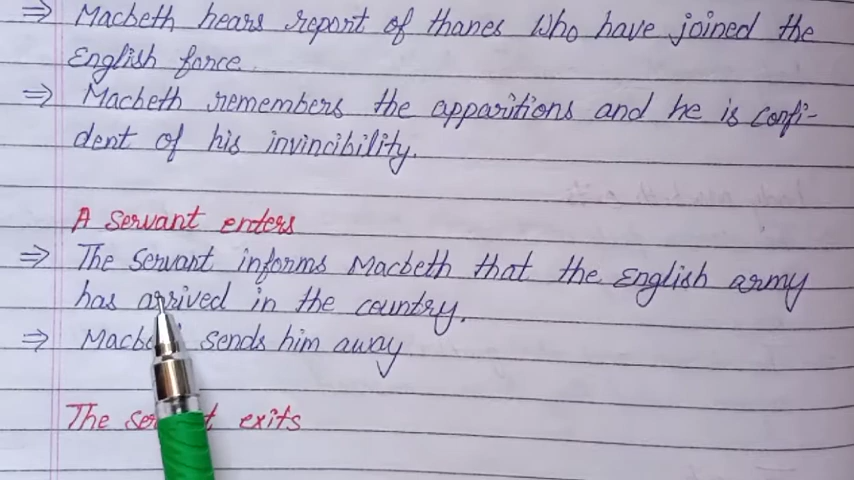 ⇒ Macbeth hears report of thanes who have joined the
English force
⇒ Macbeth remembers the apparitions and he is confi-
dent of his invincibility.
A servant enters
⇒ The servant informs Macbeth that the English army
has arrived in the country.
⇒ sends him away
The exits